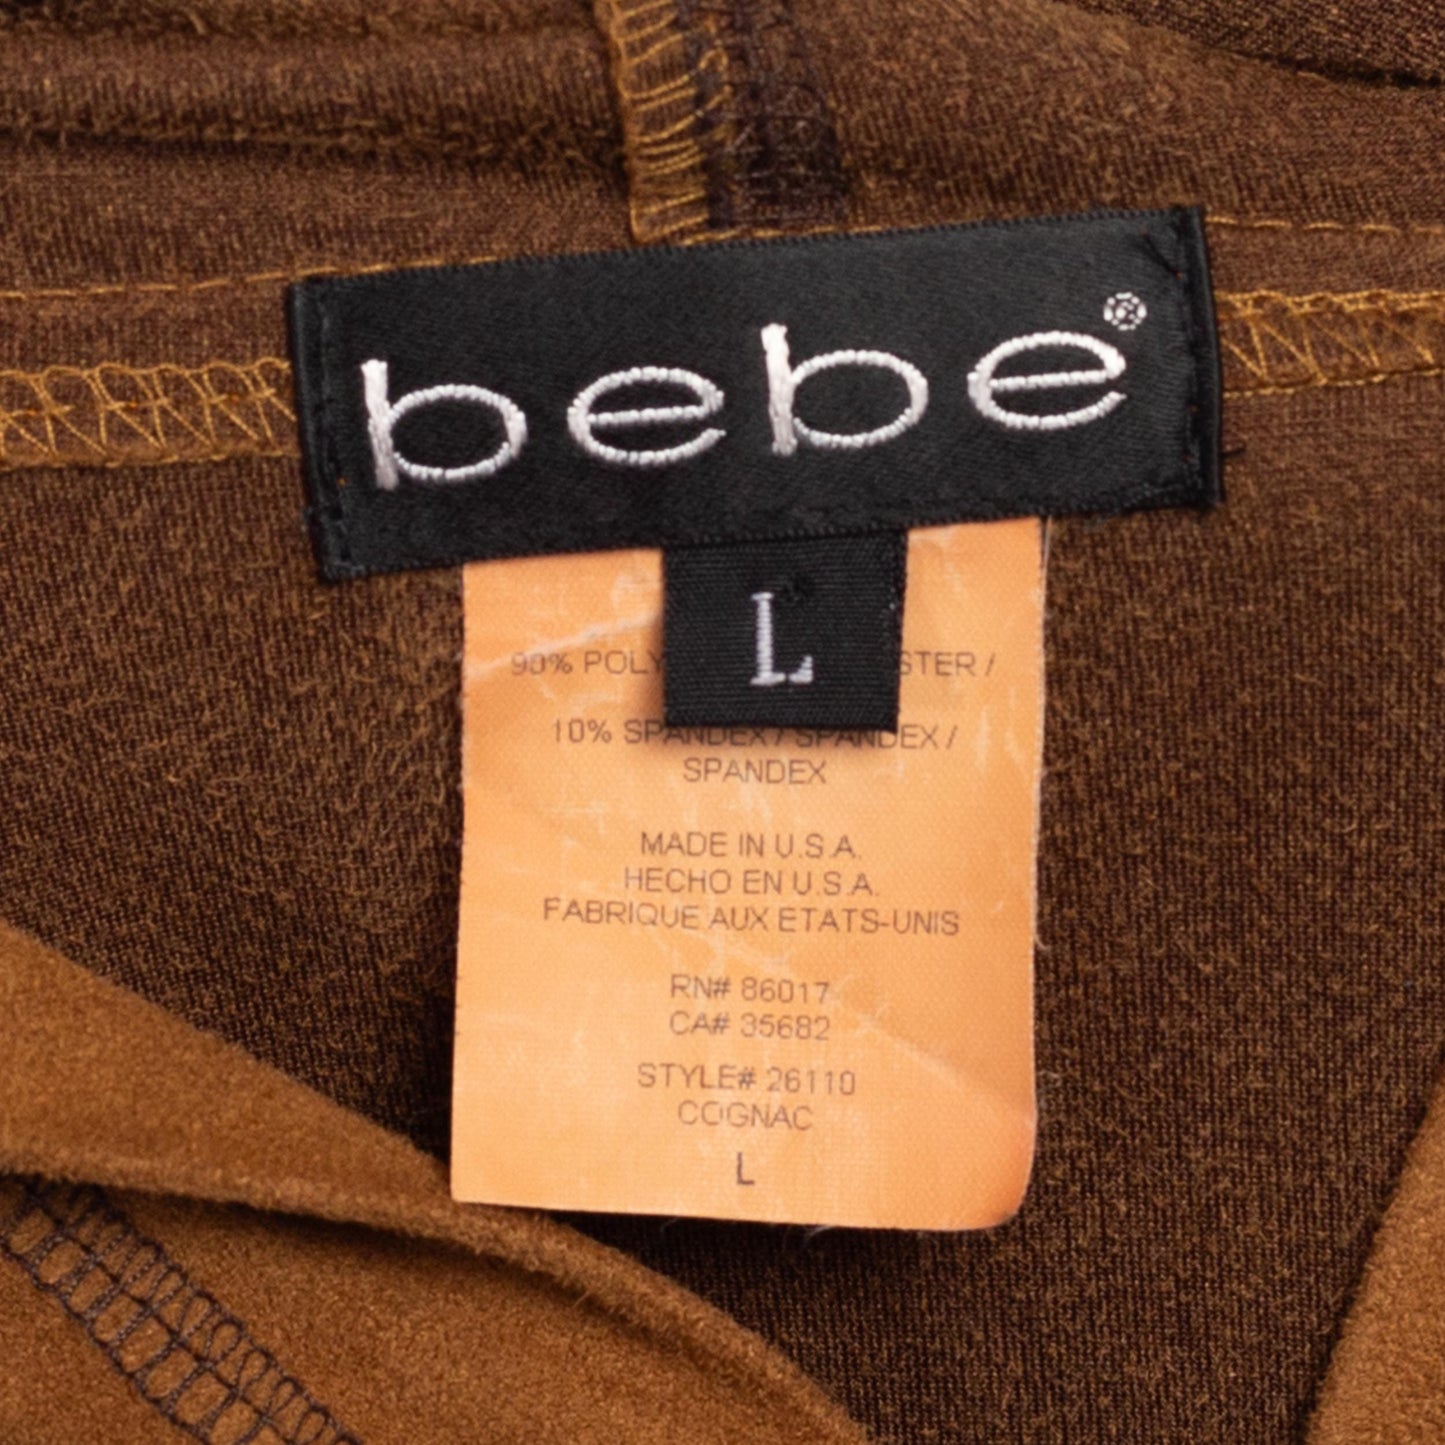 bebe®
L
90% POLY STER /
10% SPANDEX / SPANDEX /
SPANDEX
MADE IN U.S.A.
HECHO EN U.S.A.
FABRIQUE AUX ETATS-UNIS
RN# 86017
CA# 35682
STYLE# 26110
COGNAC
L